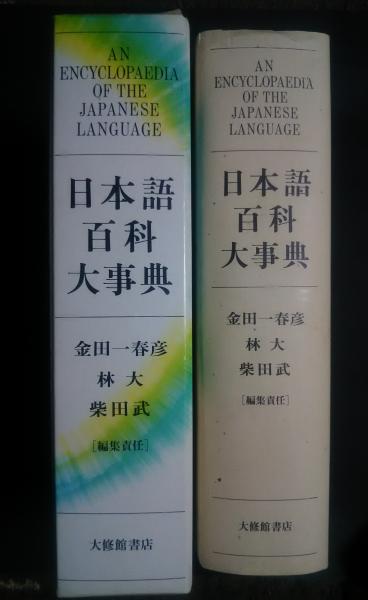 AN
ENCYCLOPAEDIA
OF THE
JAPANESE
LANGUAGE
日本語
百科
大事典
金田一春彦
林 大
柴田武
［編集責任］
大修館書店
AN
ENCYCLOPAEDIA
OF THE
JAPANESE
LANGUAGE
日本語
百科
大事典
金田一春彦
林 大
柴田武
［編集責任］
大修館書店